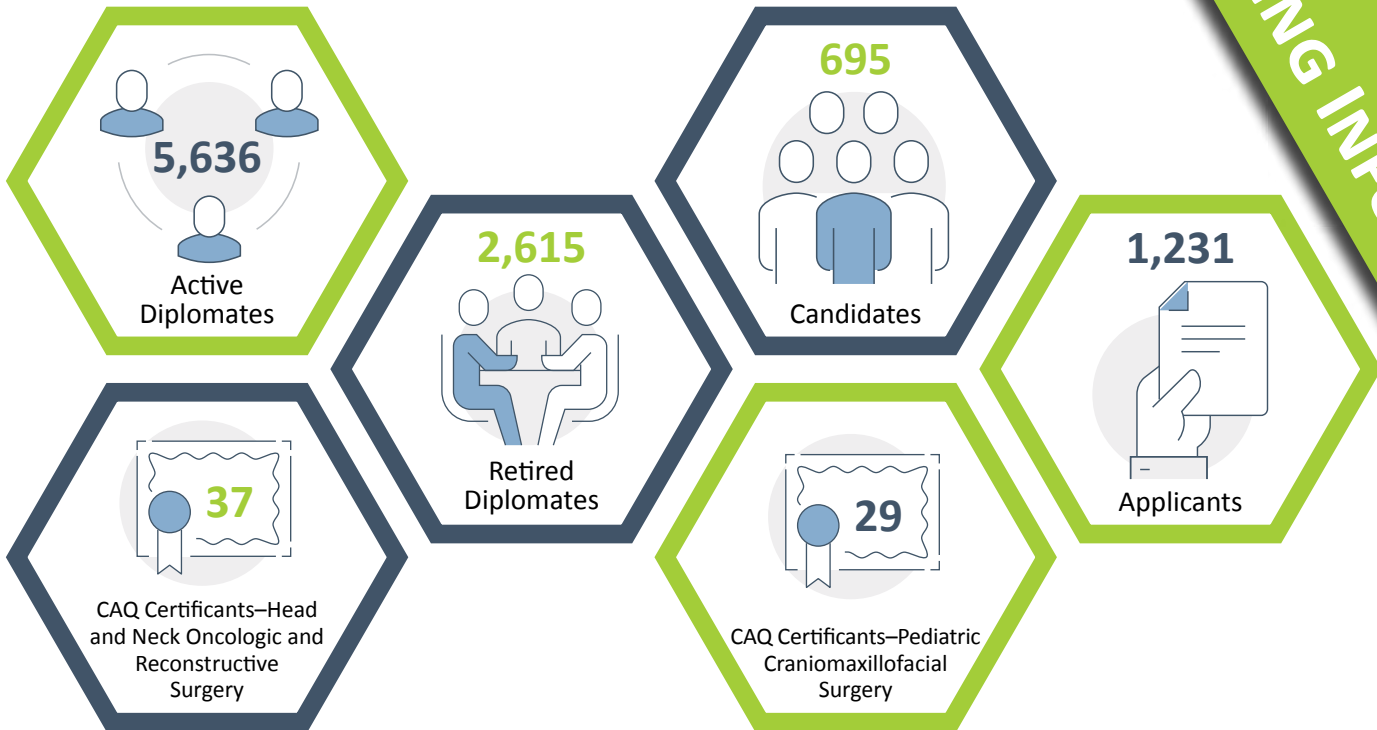 5,636
Active
Diplomates
2,615
Retired
Diplomates
695
Candidates
1,231
Applicants
37
CAQ Certificants–Head
and Neck Oncologic and
Reconstructive
Surgery
29
CAQ Certificants–Pediatric
Craniomaxillofacial
Surgery